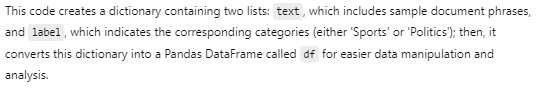 This code creates a dictionary containing two lists: text, which includes sample document phrases,
and label, which indicates the corresponding categories (either 'Sports' or 'Politics'); then, it
converts this dictionary into a Pandas DataFrame called df for easier data manipulation and
analysis.